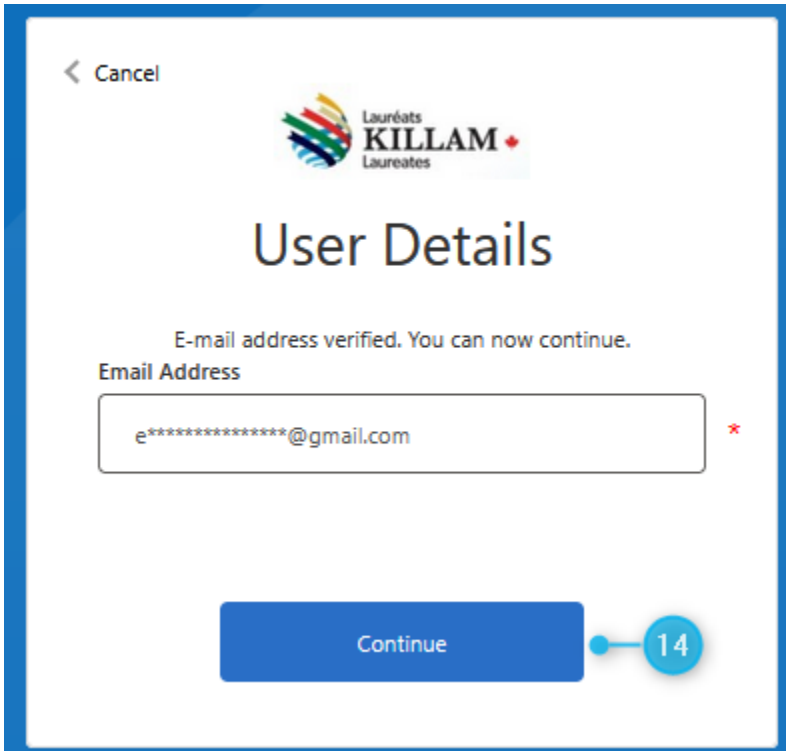 Cancel
Lauréats
KILLAM
Laureates
User Details
E-mail address verified. You can now continue.
Email Address
e***************@gmail.com
*
Continue
14